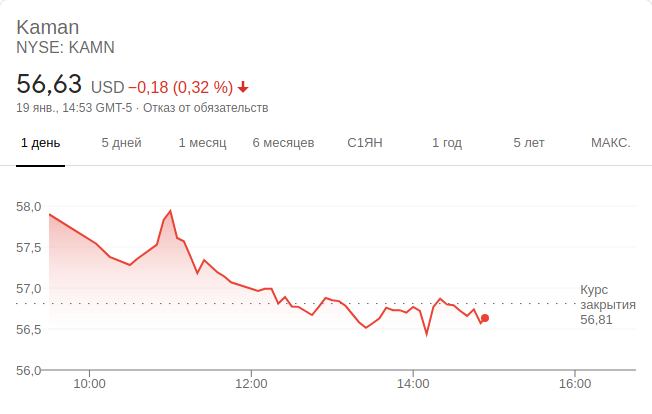 Kaman
NYSE: KAMN
56,63 USD −0,18 (0,32 %)
19 янв., 14:53 GMT-5 · Отказ от обязательств
1 день 5 дней 1 месяц 6 месяцев С1ЯН 1 год 5 лет МАКС.
58,0
57,5
57,0
Курс
закрытия
56,81
56,5
56,0
10:00 12:00 14:00 16:00